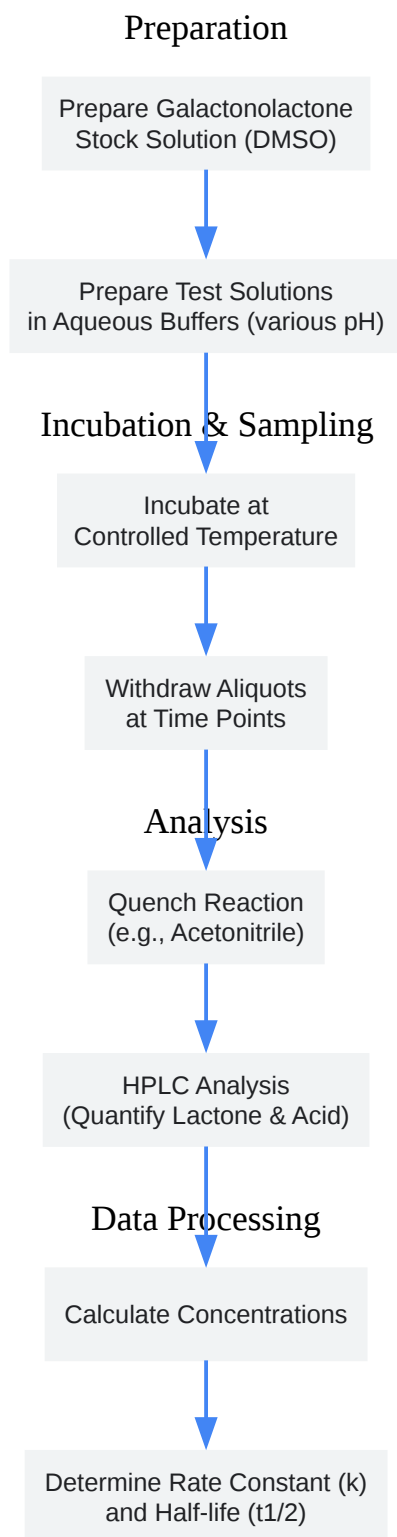 Preparation
Prepare Galactonolactone
Stock Solution (DMSO)
Prepare Test Solutions
in Aqueous Buffers (various pH)
Incubation & Sampling
Incubate at
Controlled Temperature
Withdraw Aliquots
at Time Points
Analysis
Quench Reaction
(e.g., Acetonitrile)
HPLC Analysis
(Quantify Lactone & Acid)
Data Processing
Calculate Concentrations
Determine Rate Constant (k)
and Half-life (t1/2)